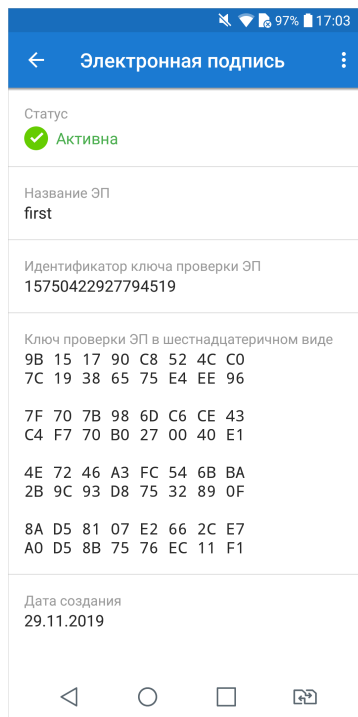 97% 17:03
Электронная подпись
Статус
Активна
Название ЭП
first
Идентификатор ключа проверки ЭП
15750422927794519
Ключ проверки ЭП в шестнадцатеричном виде
9B 15 17 90 C8 52 4C C0
7C 19 38 65 75 E4 EE 96
7F 70 7B 98 6D C6 CE 43
C4 F7 70 B0 27 00 40 E1
4E 72 46 A3 FC 54 6B BA
2B 9C 93 D8 75 32 89 0F
8A D5 81 07 E2 66 2C E7
A0 D5 8B 75 76 EC 11 F1
Дата создания
29.11.2019